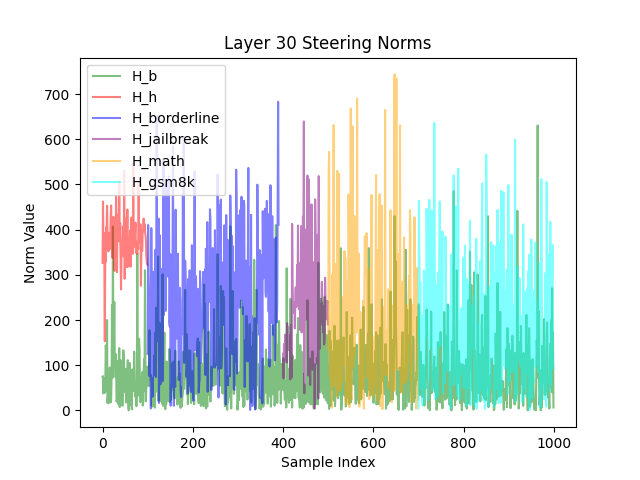 Layer 30 Steering Norms
H_b
H_h
H_borderline
H_jailbreak
H_math
H_gsm8k
Norm Value
700
600
500
400
300
200
100
0
0
200
400
600
800
1000
Sample Index